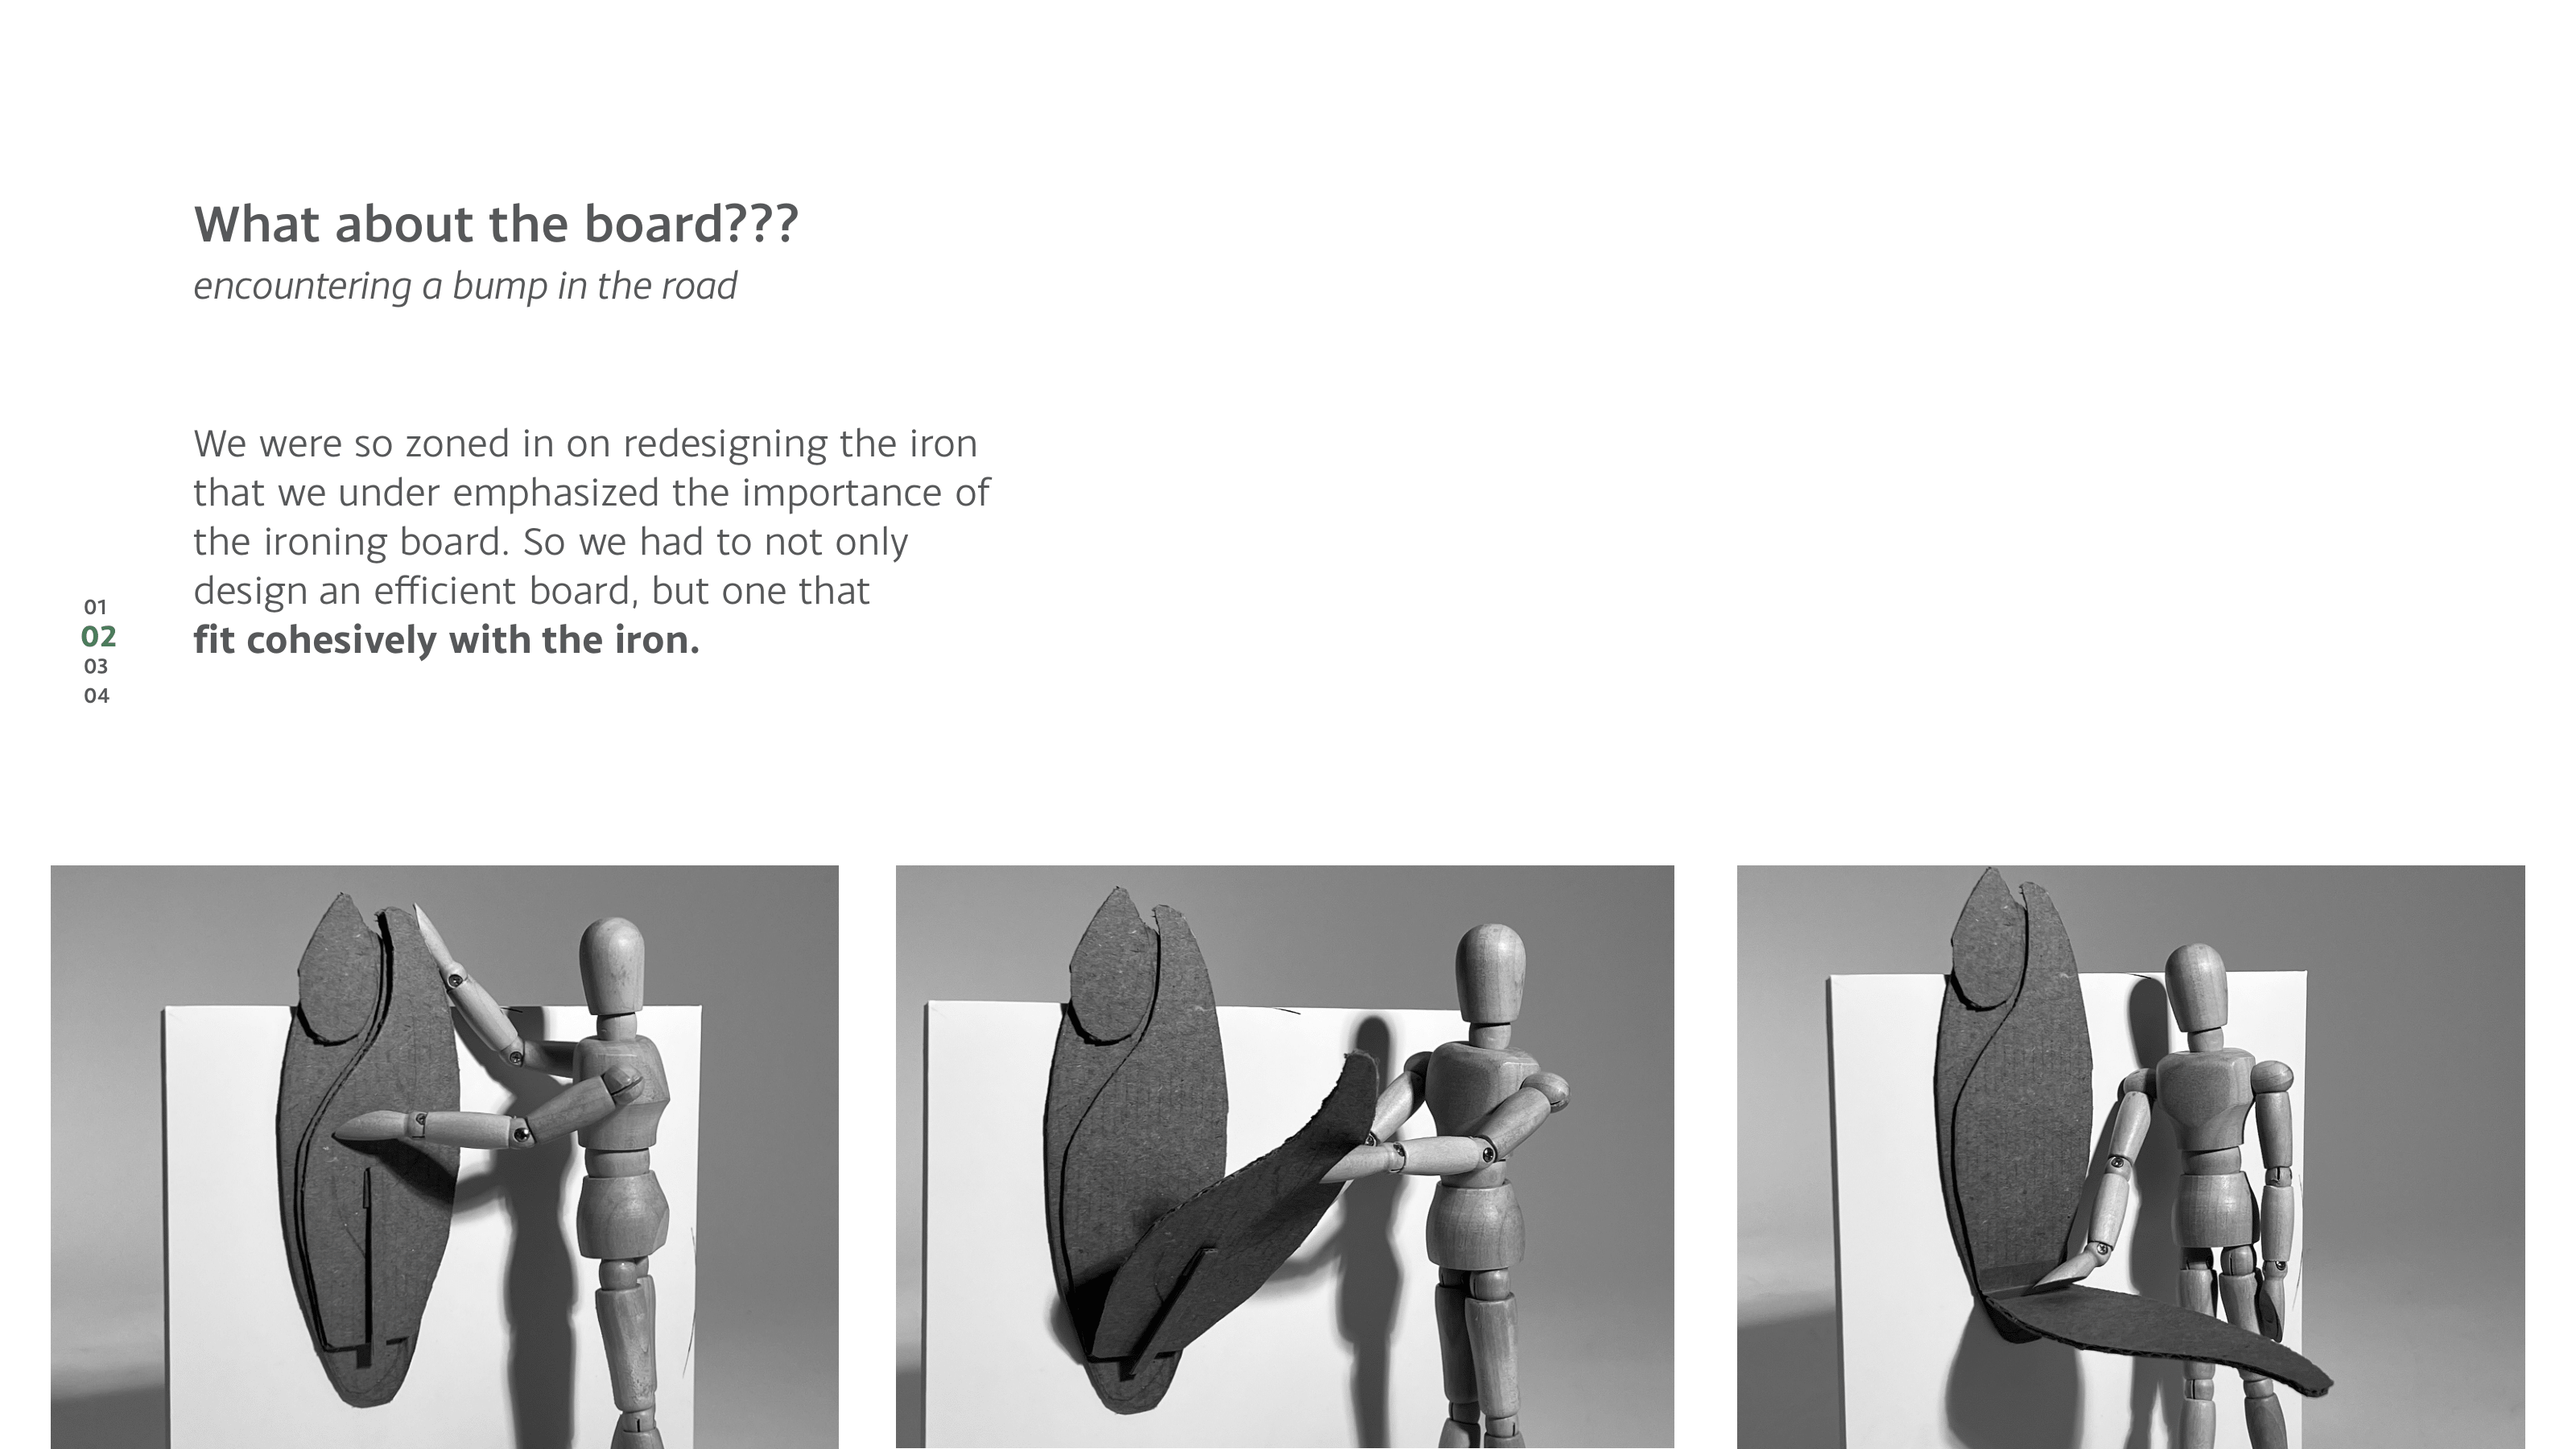 What about the board???
encountering a bump in the road
We were so zoned in on redesigning the iron
that we under emphasized the importance of
the ironing board. So we had to not only
design an efficient board, but one that
fit cohesively with the iron.
01
02
03
04